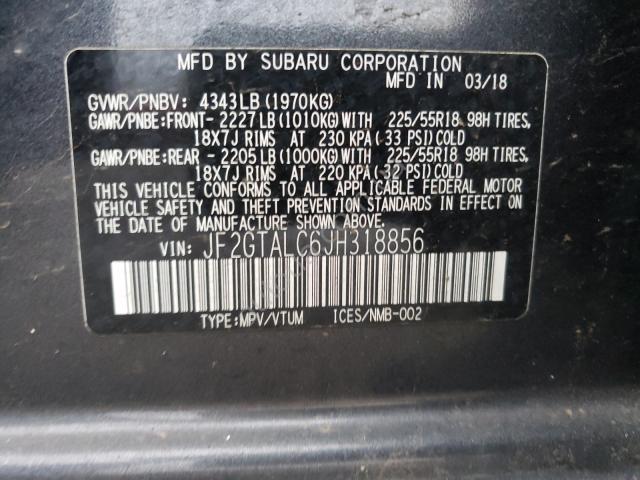 MFD BY SUBARU CORPORATION
MFD IN 03/18
GVWR/PNBV: 4343LB(1970KG)
GAWR/PNBE:FRONT- 2227LB(1010KG)WITH 225/55R18 98H TIRES,
18X7J RIMS AT 230 KPA(33 PSI)COLD
GAWR/PNBE:REAR - 2205LB(1000KG)WITH 225/55R18 98H TIRES,
18X7J RIMS AT 220 KPA(32 PSI)COLD
THIS VEHICLE CONFORMS TO ALL APPLICABLE FEDERAL MOTOR
VEHICLE SAFETY AND THEFT PREVENTION STANDARDS IN EFFECT
ON THE DATE OF MANUFACTURE SHOWN ABOVE.
VIN: JF2GTALC6JH318856
TYPE:MPV/VTUM ICES/NMB-002